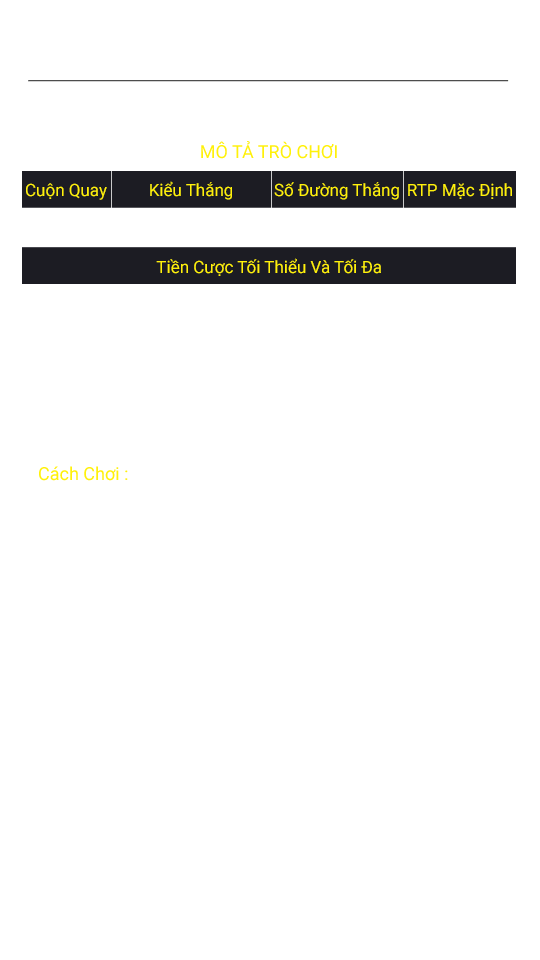 MÔ TẢ TRÒ CHƠI
Cuộn Quay Kiểu Thắng Số Đường Thắng RTP Mặc Định
Tiền Cược Tối Thiểu Và Tối Đa
Cách Chơi :